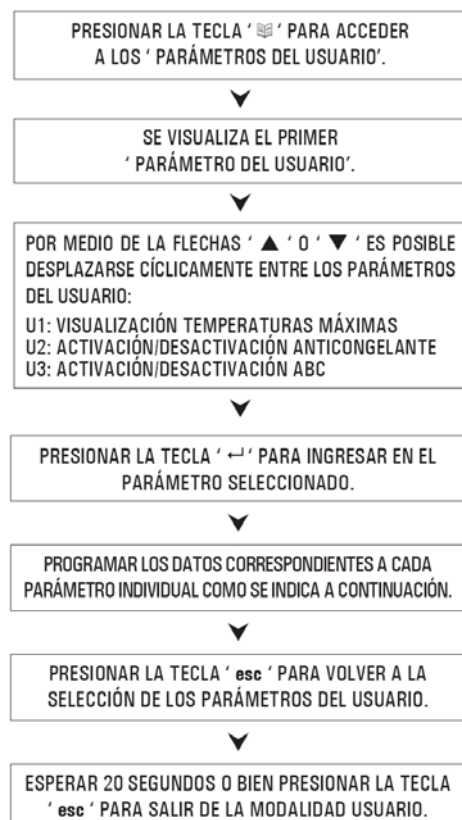 PRESIONAR LA TECLA ‘ 📖 ’ PARA ACCEDER
A LOS ‘ PARÁMETROS DEL USUARIO’.
SE VISUALIZA EL PRIMER
‘ PARÁMETRO DEL USUARIO’.
POR MEDIO DE LA FLECHAS ‘ ▲ ‘ O ‘ ▼ ‘ ES POSIBLE
DESPLAZARSE CÍCLICAMENTE ENTRE LOS PARÁMETROS
DEL USUARIO:
U1: VISUALIZACIÓN TEMPERATURAS MÁXIMAS
U2: ACTIVACIÓN/DESACTIVACIÓN ANTICONGELANTE
U3: ACTIVACIÓN/DESACTIVACIÓN ABC
PRESIONAR LA TECLA ‘ ↵ ‘ PARA INGRESAR EN EL
PARÁMETRO SELECCIONADO.
PROGRAMAR LOS DATOS CORRESPONDIENTES A CADA
PARÁMETRO INDIVIDUAL COMO SE INDICA A CONTINUACIÓN.
PRESIONAR LA TECLA ‘ esc ‘ PARA VOLVER A LA
SELECCIÓN DE LOS PARÁMETROS DEL USUARIO.
ESPERAR 20 SEGUNDOS O BIEN PRESIONAR LA TECLA
‘ esc ‘ PARA SALIR DE LA MODALIDAD USUARIO.